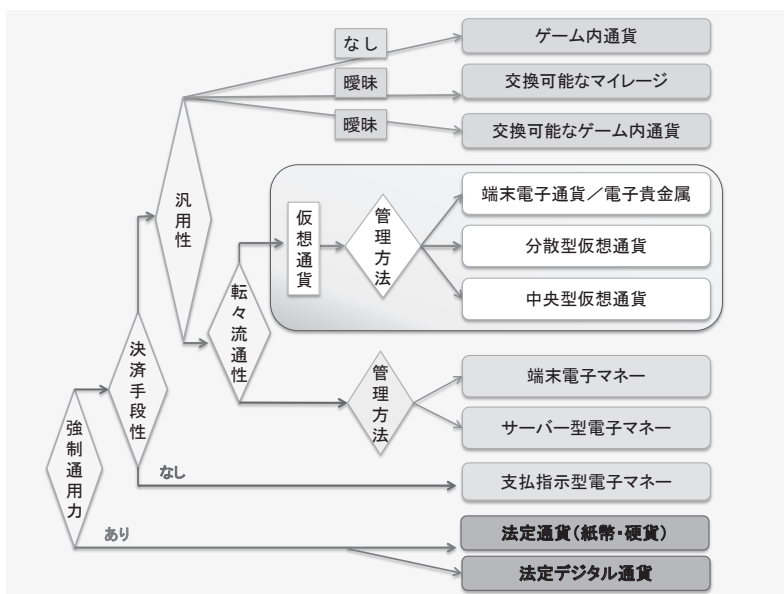 なし
ゲーム内通貨
曖昧
交換可能なマイレージ
曖昧
交換可能なゲーム内通貨
汎用性
仮想通貨
管理方法
端末電子通貨／電子貴金属
分散型仮想通貨
中央型仮想通貨
転々流通性
決済手段性
管理方法
端末電子マネー
サーバー型電子マネー
強制通用力
なし
支払指示型電子マネー
あり
法定通貨（紙幣・硬貨）
法定デジタル通貨